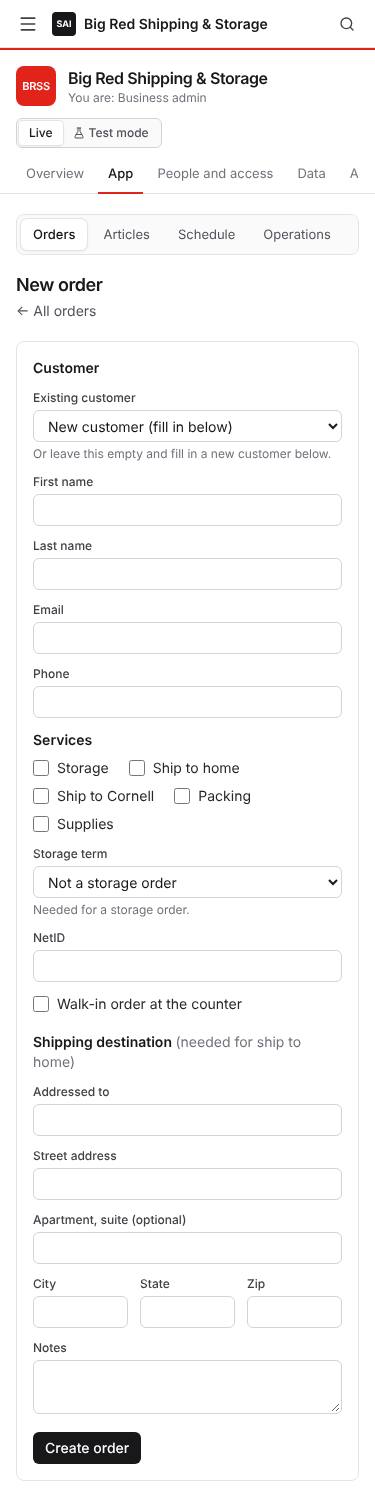 SAI Big Red Shipping & Storage
BRSS
Big Red Shipping & Storage
You are: Business admin
Live Test mode
Overview App People and access Data A
Orders Articles Schedule Operations
New order
← All orders
Customer
Existing customer
New customer (fill in below)
Or leave this empty and fill in a new customer below.
First name
Last name
Email
Phone
Services
Storage Ship to home
Ship to Cornell Packing
Supplies
Storage term
Not a storage order
Needed for a storage order.
NetID
Walk-in order at the counter
Shipping destination (needed for ship to
home)
Addressed to
Street address
Apartment, suite (optional)
City State Zip
Notes
Create order